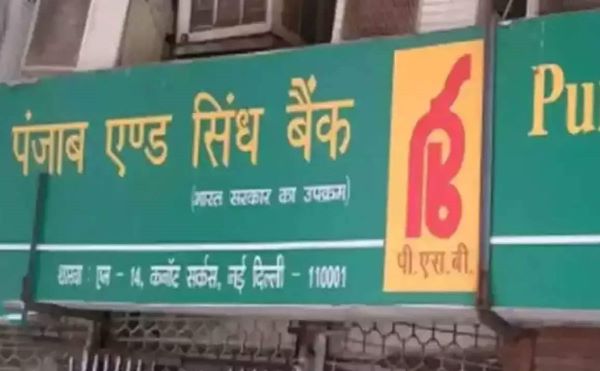 पंजाब एण्ड सिंध बैंक
(भारत सरकार का उपक्रम)
शाखा : एन - 14, कनॉट सर्कस, नई दिल्ली - 110001
पी.एस.बी.
Pu